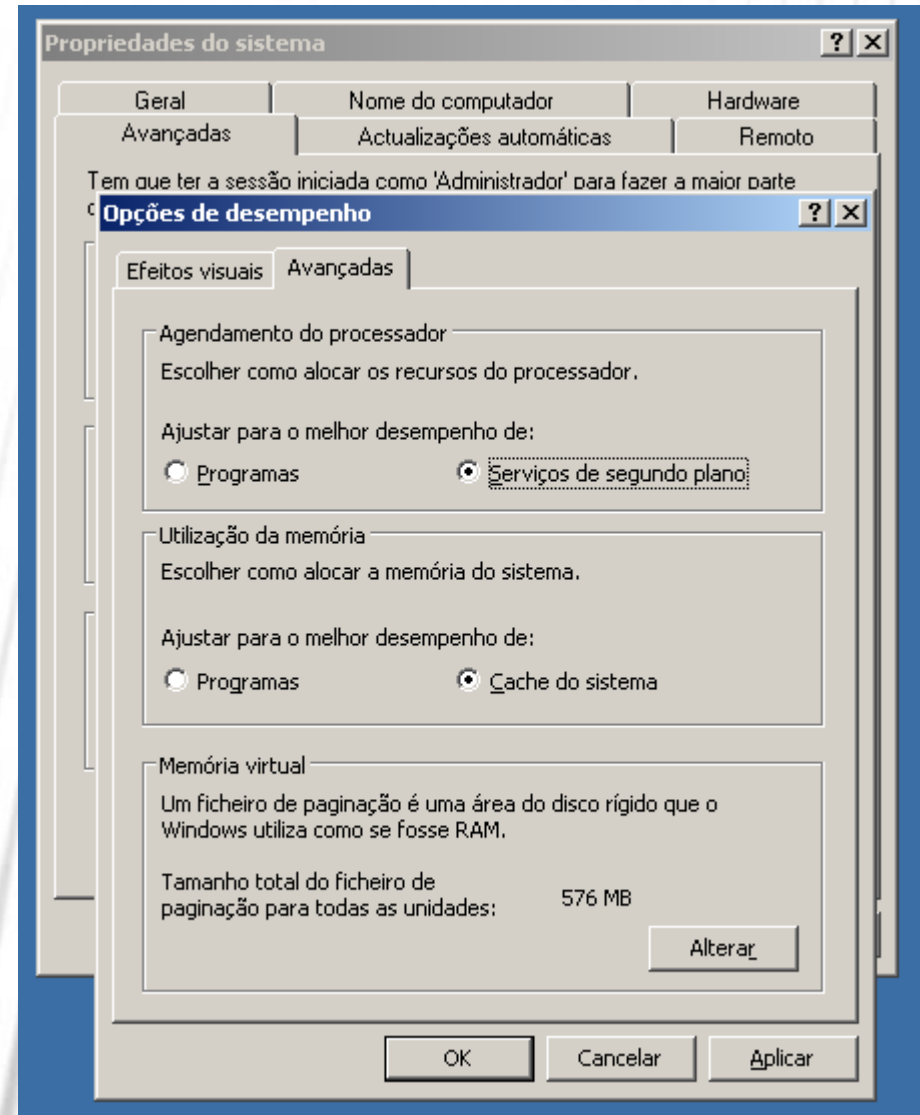 Propriedades do sistema
Geral
Nome do computador
Hardware
Avançadas
Actualizações automáticas
Remoto
Tem que ter a sessão iniciada como 'Administrador' para fazer a maior parte
Opções de desempenho
Efeitos visuais
Avançadas
Agendamento do processador
Escolher como alocar os recursos do processador.
Ajustar para o melhor desempenho de:
Programas
Serviços de segundo plano
Utilização da memória
Escolher como alocar a memória do sistema.
Ajustar para o melhor desempenho de:
Programas
Cache do sistema
Memória virtual
Um ficheiro de paginação é uma área do disco rígido que o
Windows utiliza como se fosse RAM.
Tamanho total do ficheiro de
paginação para todas as unidades:
576 MB
Alterar
OK
Cancelar
Aplicar